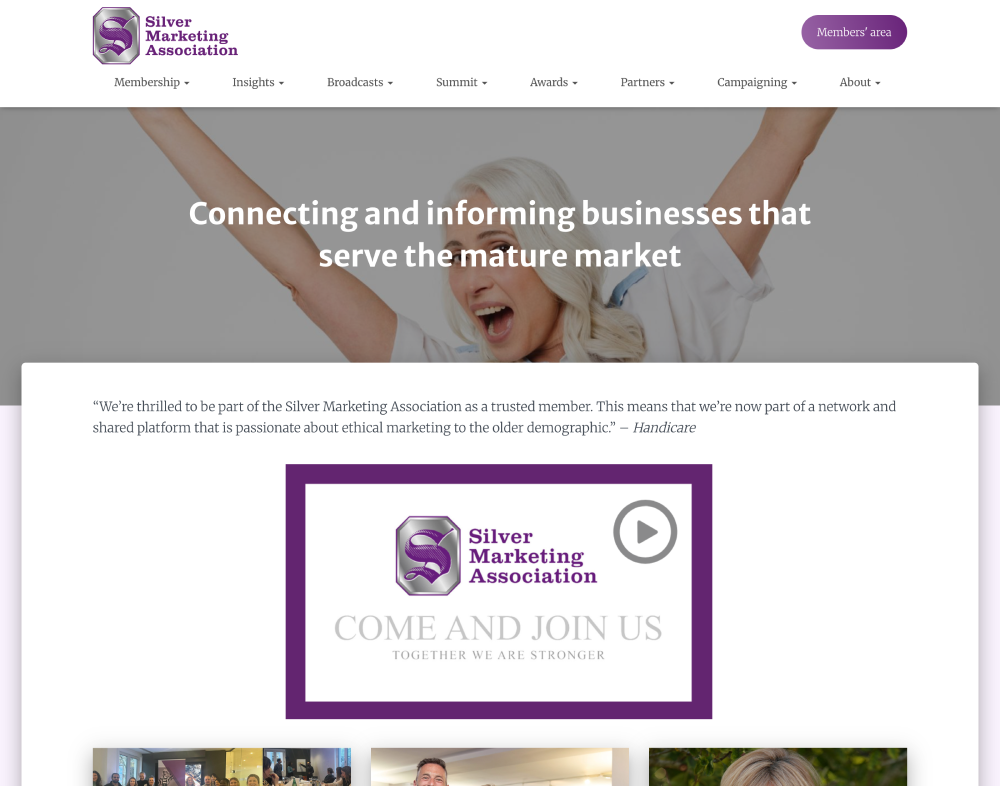 Silver
Marketing
Association
Members' area
Membership
Insights
Broadcasts
Summit
Awards
Partners
Campaigning
About
Connecting and informing businesses that
serve the mature market
“We’re thrilled to be part of the Silver Marketing Association as a trusted member. This means that we’re now part of a network and
shared platform that is passionate about ethical marketing to the older demographic.” – Handicare
Silver
Marketing
Association
COME AND JOIN US
TOGETHER WE ARE STRONGER